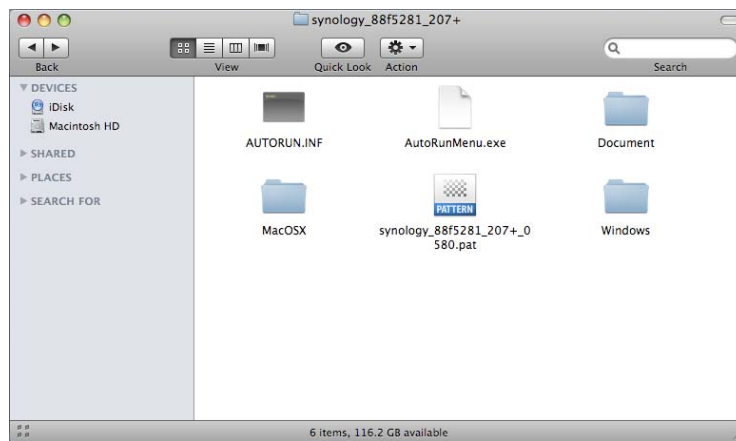 synology_88f5281_207+
Back
View
Quick Look
Action
Search
DEVICES
iDisk
Macintosh HD
SHARED
PLACES
SEARCH FOR
AUTORUN.INF
AutoRunMenu.exe
Document
MacOSX
PATTERN
synology_88f5281_207+_0
580.pat
Windows
6 items, 116.2 GB available